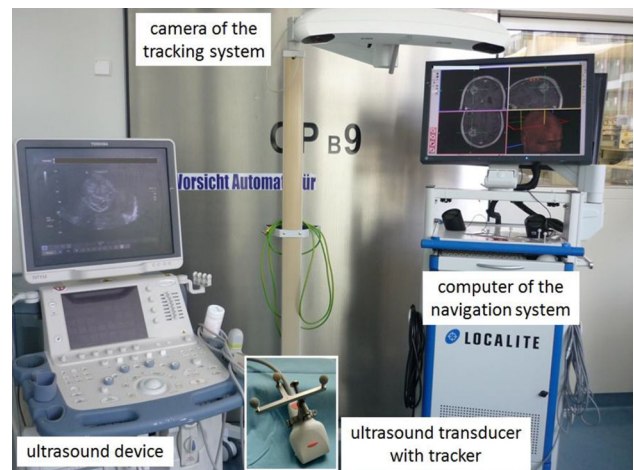 camera of the
tracking system
TOSHIBA
OP B9
Vorsicht Automatiktür
computer of the
navigation system
LOCALITE
ultrasound device
ultrasound transducer
with tracker